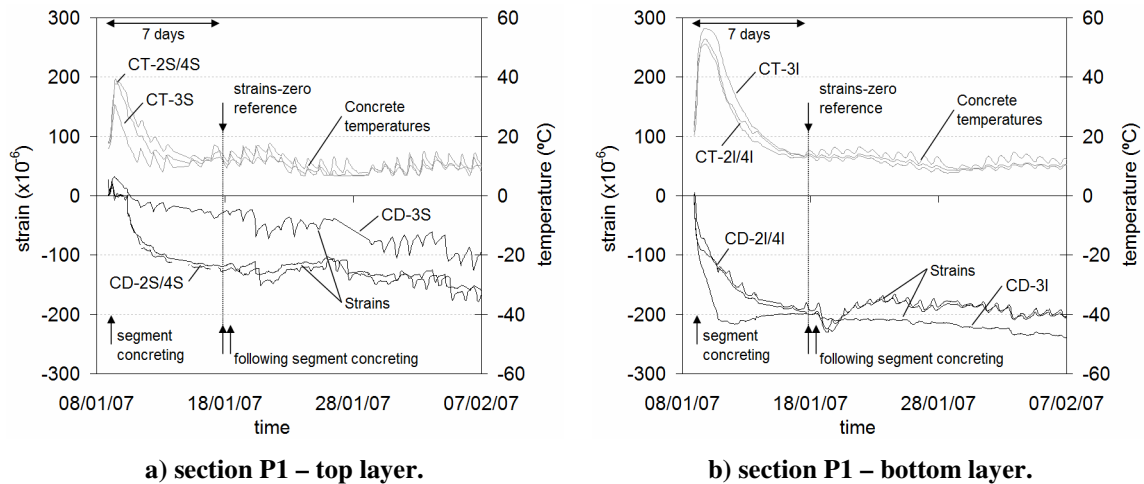 300
200
100
0
-100
-200
-300
strain (x10-6)
60
40
20
0
-20
-40
-60
temperature (ºC)
7 days
CT-2S/4S
CT-3S
strains-zero
reference
Concrete
temperatures
CD-3S
CD-2S/4S
Strains
segment
concreting
following segment concreting
08/01/07
18/01/07
28/01/07
07/02/07
time
a) section P1 – top layer.
300
200
100
0
-100
-200
-300
strain (x10-6)
60
40
20
0
-20
-40
-60
temperature (ºC)
7 days
CT-3I
CT-2I/4I
strains-zero
reference
Concrete
temperatures
CD-2I/4I
Strains
CD-3I
segment
concreting
following segment concreting
08/01/07
18/01/07
28/01/07
07/02/07
time
b) section P1 – bottom layer.